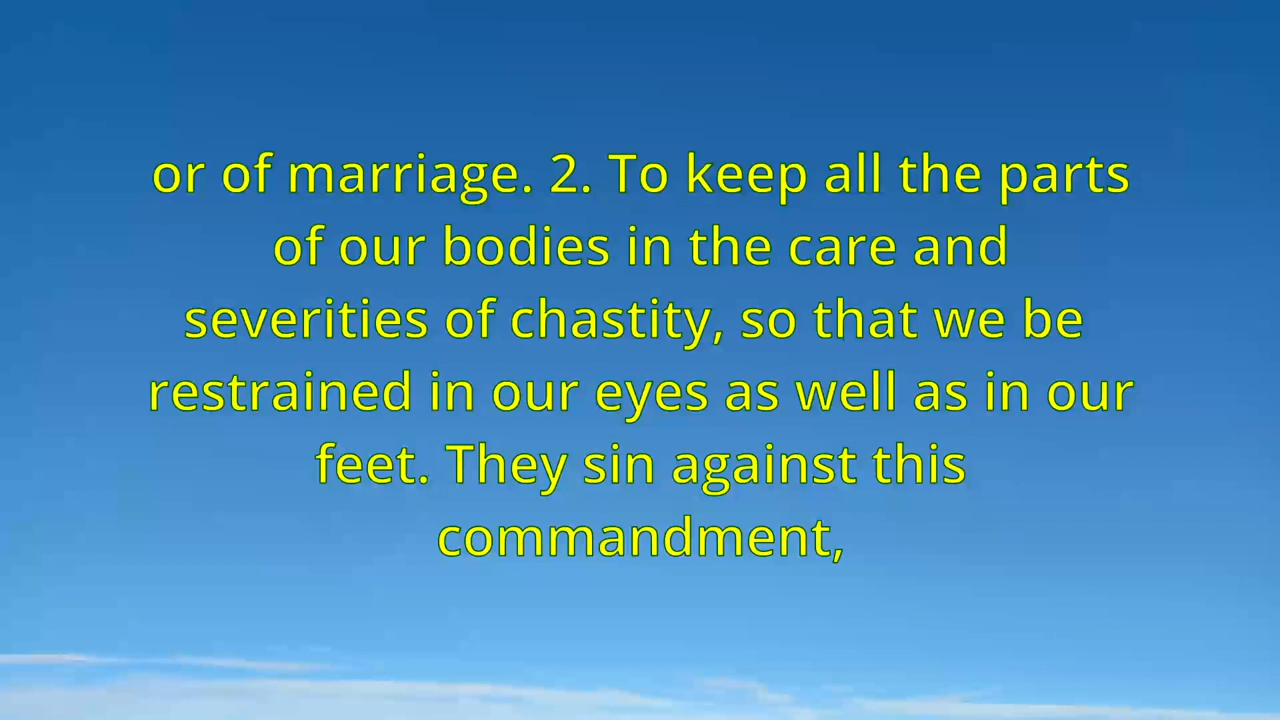 or of marriage. 2. To keep all the parts
of our bodies in the care and
severities of chastity, so that we be
restrained in our eyes as well as in our
feet. They sin against this
commandment,